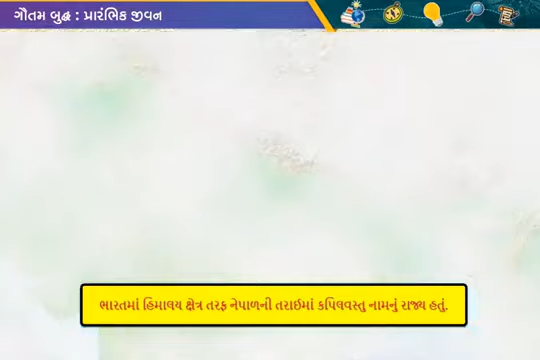 ગૌતમ બુદ્ધ : પ્રારંભિક જીવન
ભારતમાં હિમાલય ક્ષેત્ર તરફ નેપાળની તરાઈમાં કપિલવસ્તુ નામનું રાજ્ય હતું.